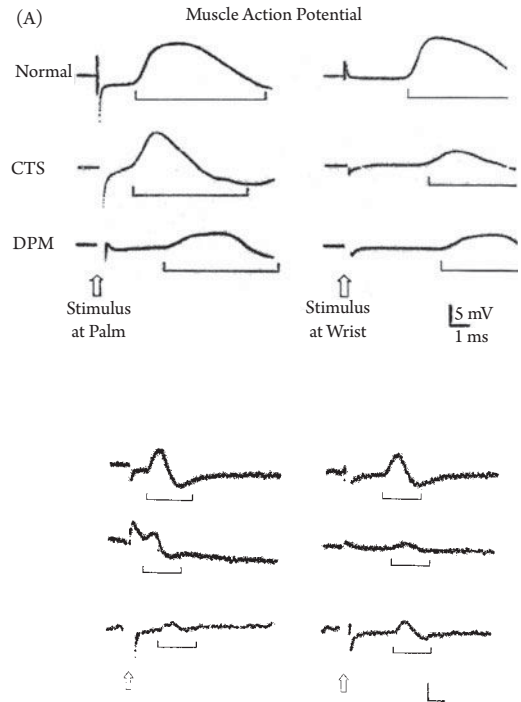 (A)
Muscle Action Potential
Normal
CTS
DPM
Stimulus
at Palm
Stimulus
at Wrist
5 mV
1 ms